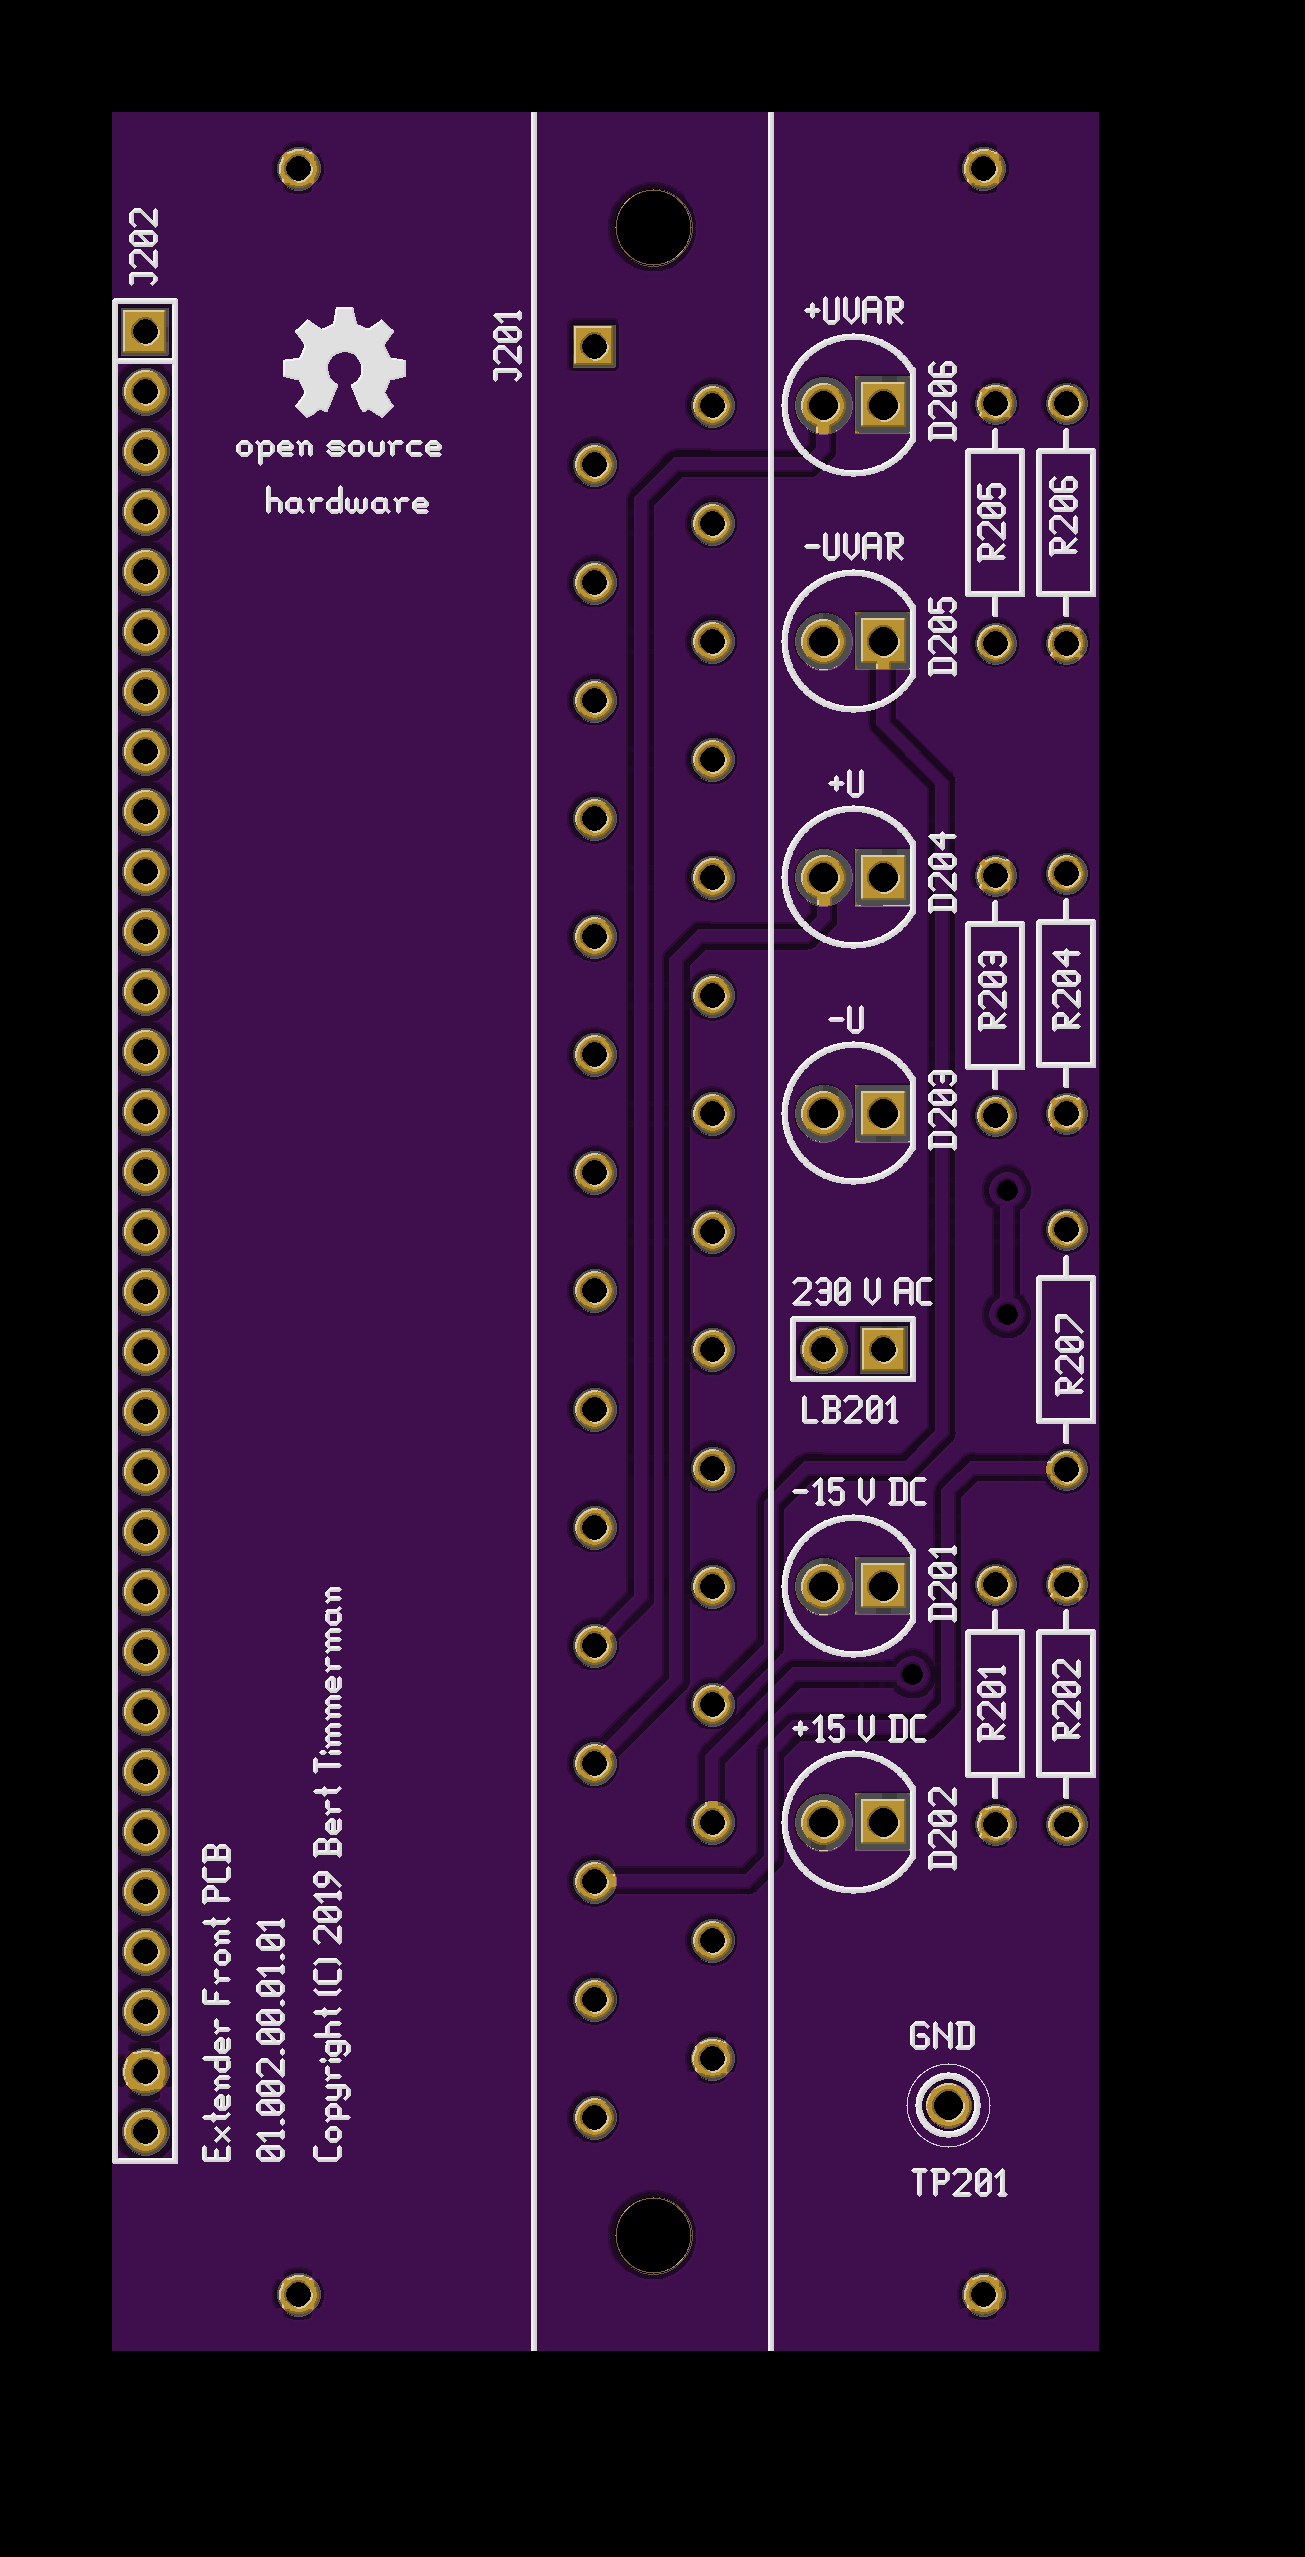 J202
open source
hardware
J201
+UVAR
D206
R205
R206
-UVAR
D205
+U
D204
R203
R204
-U
D203
230 V AC
LB201
R207
-15 V DC
D201
R201
R202
+15 V DC
D202
Extender Front PCB
01.002.00.01.01
Copyright (C) 2019 Bert Timmerman
GND
TP201